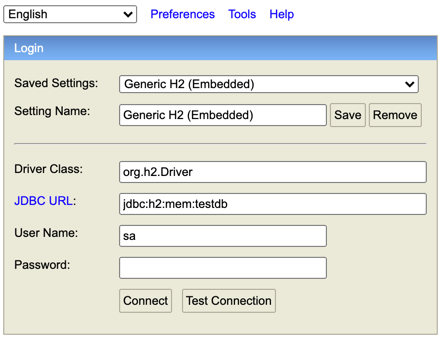 English Preferences Tools Help
Login
Saved Settings: Generic H2 (Embedded)
Setting Name: Generic H2 (Embedded) Save Remove
Driver Class: org.h2.Driver
JDBC URL: jdbc:h2:mem:testdb
User Name: sa
Password:
Connect Test Connection